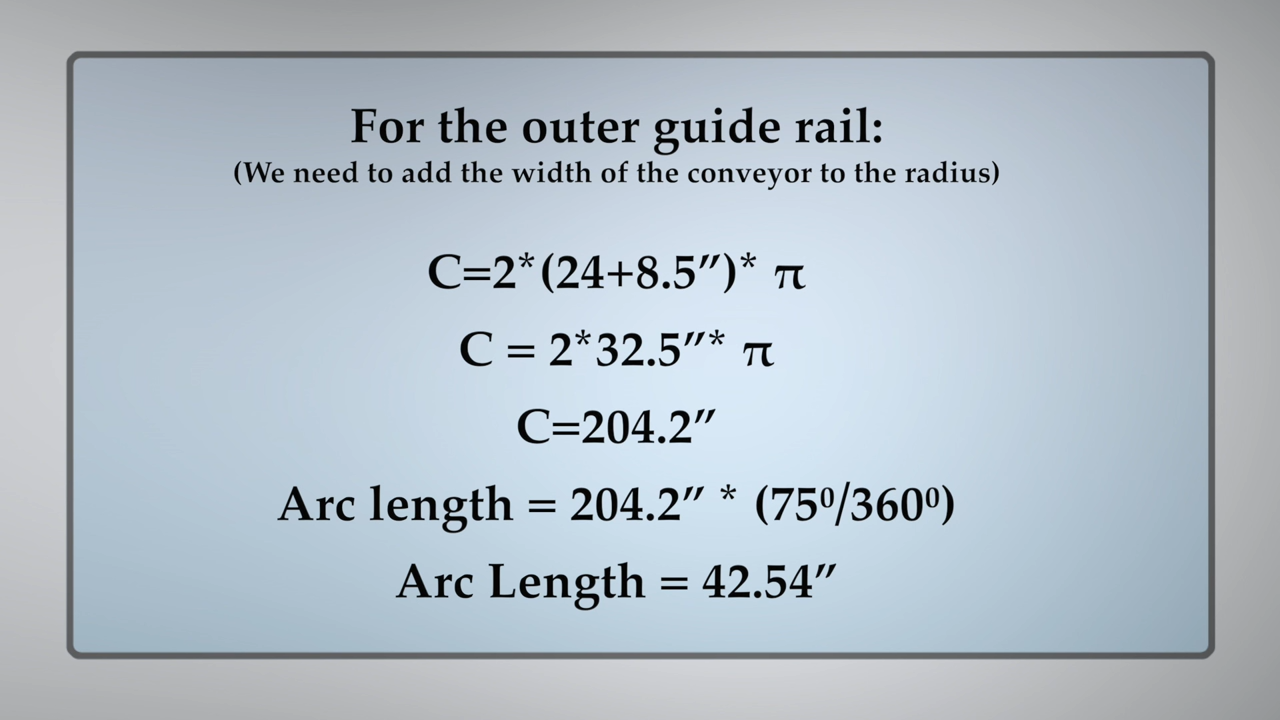 For the outer guide rail:
(We need to add the width of the conveyor to the radius)
C=2*(24+8.5″)* π
C = 2*32.5″* π
C=204.2″
Arc length = 204.2″ * (75⁰/360⁰)
Arc Length = 42.54″